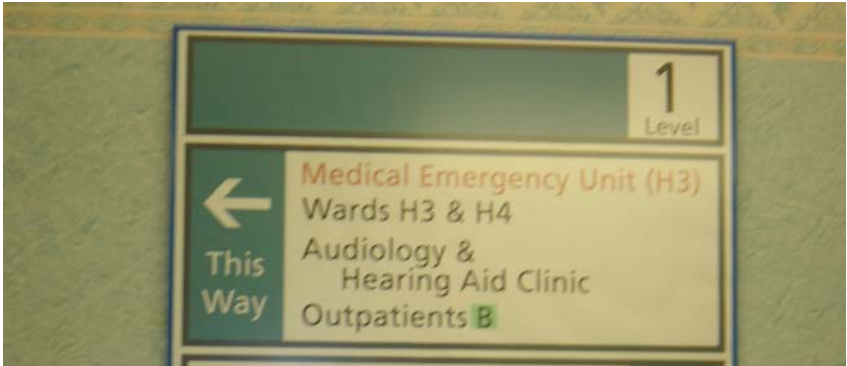 1
Level
Medical Emergency Unit (H3)
Wards H3 & H4
Audiology &
Hearing Aid Clinic
Outpatients B
This
Way